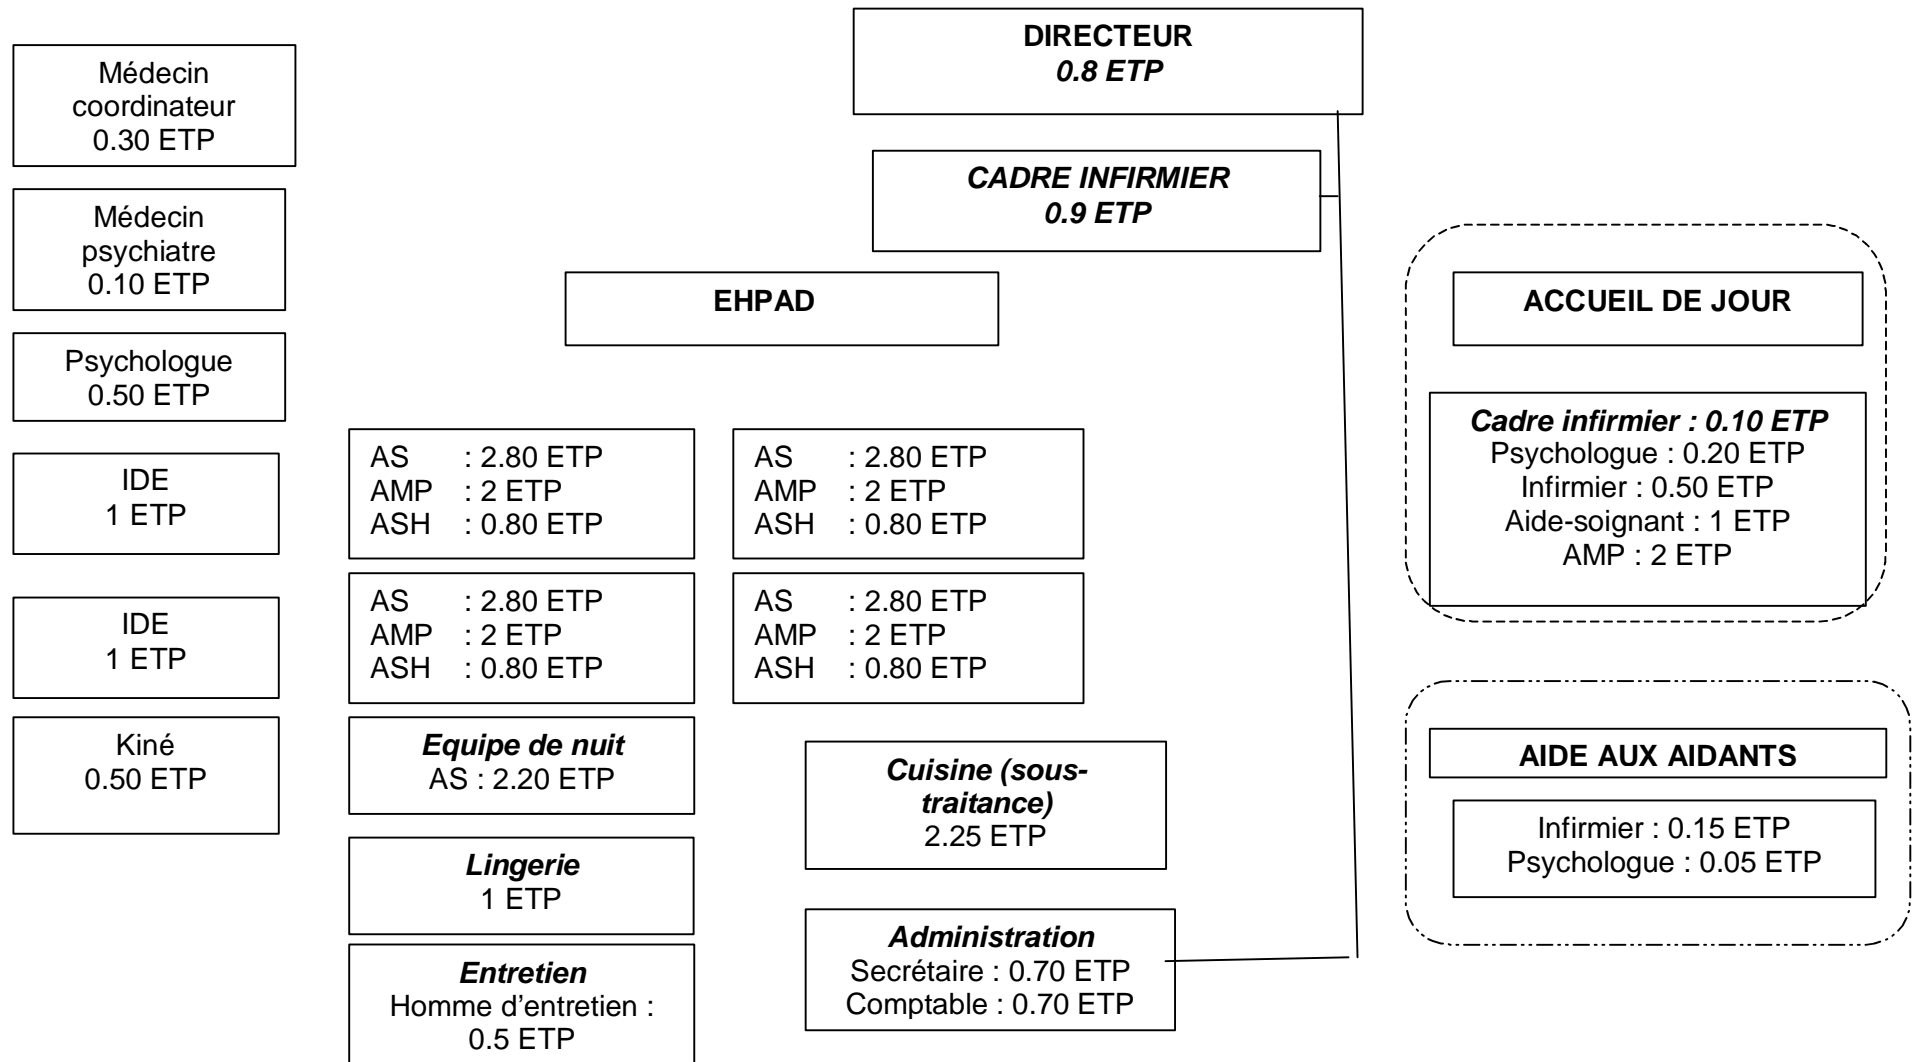 DIRECTEUR
0.8 ETP
Médecin
coordinateur
0.30 ETP
CADRE INFIRMIER
0.9 ETP
Médecin
psychiatre
0.10 ETP
EHPAD
ACCUEIL DE JOUR
Psychologue
0.50 ETP
Cadre infirmier : 0.10 ETP
Psychologue : 0.20 ETP
Infirmier : 0.50 ETP
Aide-soignant : 1 ETP
AMP : 2 ETP
IDE
1 ETP
AS : 2.80 ETP
AMP : 2 ETP
ASH : 0.80 ETP
AS : 2.80 ETP
AMP : 2 ETP
ASH : 0.80 ETP
IDE
1 ETP
AS : 2.80 ETP
AMP : 2 ETP
ASH : 0.80 ETP
AS : 2.80 ETP
AMP : 2 ETP
ASH : 0.80 ETP
Kiné
0.50 ETP
Equipe de nuit
AS : 2.20 ETP
Cuisine (sous-
traitance)
2.25 ETP
AIDE AUX AIDANTS
Infirmier : 0.15 ETP
Psychologue : 0.05 ETP
Lingerie
1 ETP
Administration
Secrétaire : 0.70 ETP
Comptable : 0.70 ETP
Entretien
Homme d’entretien :
0.5 ETP